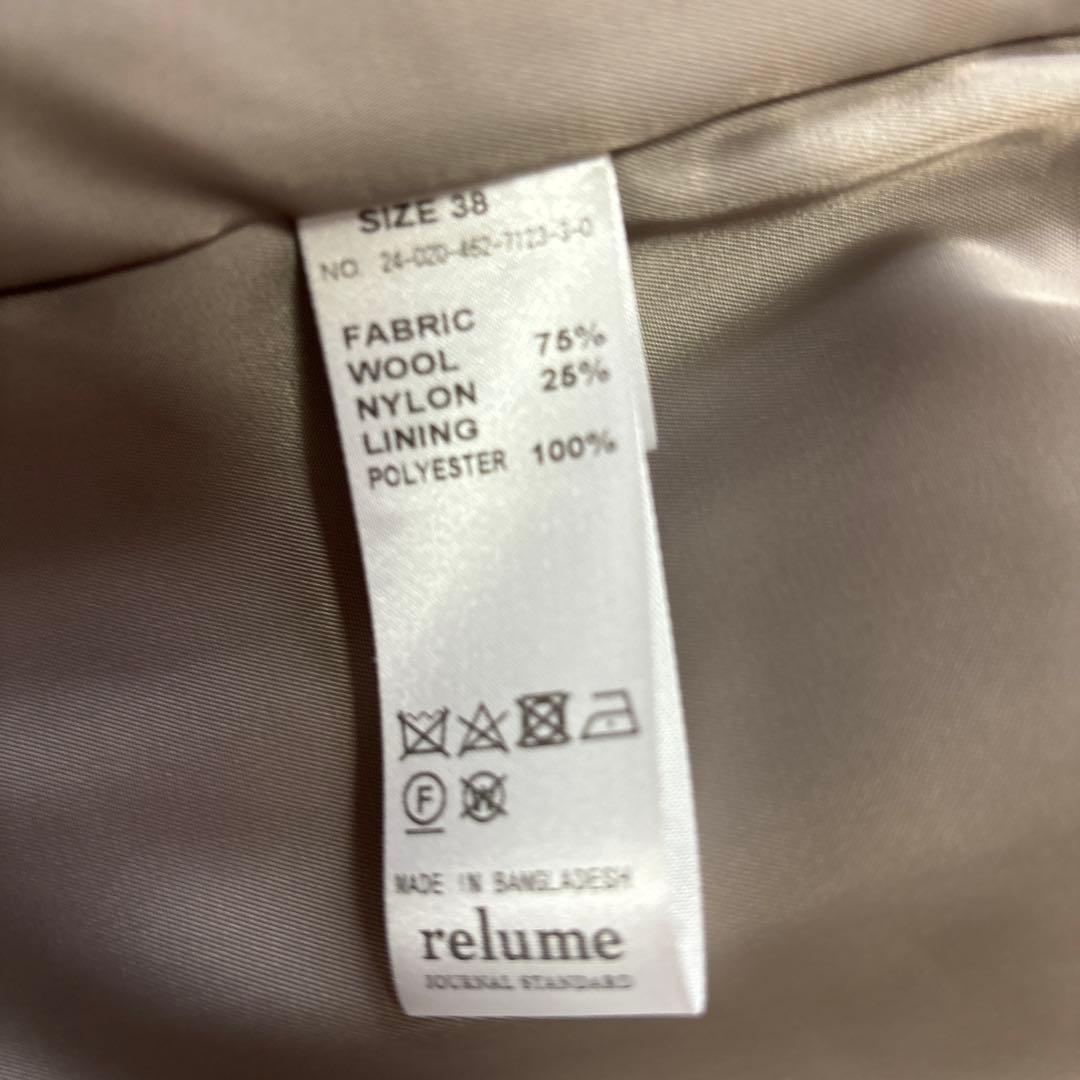 SIZE 38
NO. 24-020-452-7123-3-0
FABRIC
WOOL 75%
NYLON 25%
LINING
POLYESTER 100%
F W
MADE IN BANGLADESH
relume
JOURNAL STANDARD